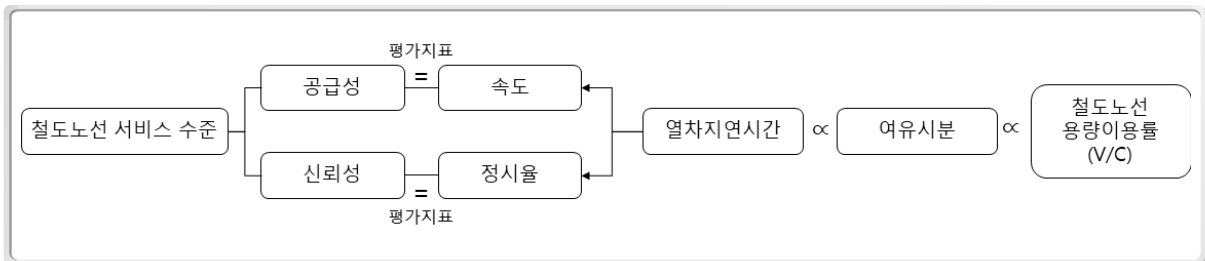 평가지표
=
공급성
속도
철도노선 서비스 수준
열차지연시간
∝
여유시분
∝
철도노선
용량이용률
(V/C)
신뢰성
정시율
=
평가지표